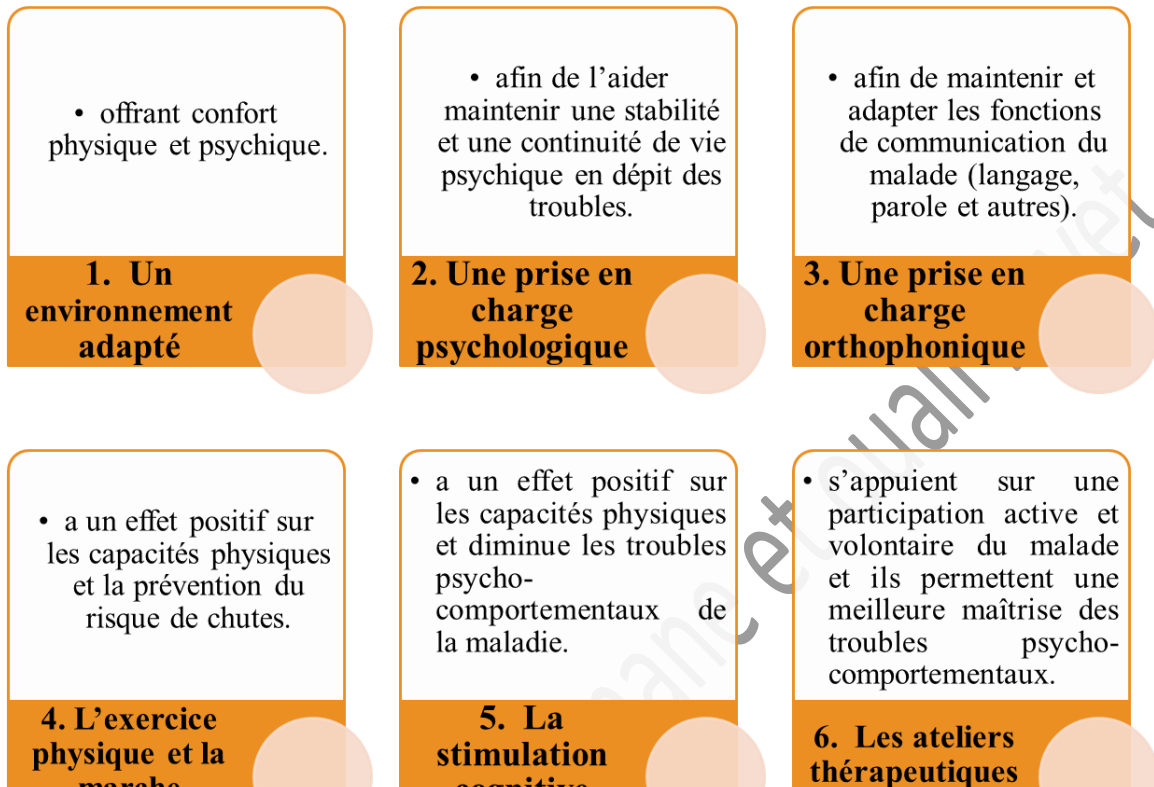 • offrant confort
physique et psychique.
1. Un
environnement
adapté
• afin de l’aider
maintenir une stabilité
et une continuité de vie
psychique en dépit des
troubles.
2. Une prise en
charge
psychologique
• afin de maintenir et
adapter les fonctions
de communication du
malade (langage,
parole et autres).
3. Une prise en
charge
orthophonique
• a un effet positif sur
les capacités physiques
et la prévention du
risque de chutes.
4. L’exercice
physique et la
marche
• a un effet positif sur
les capacités physiques
et diminue les troubles
psycho-
comportementaux de
la maladie.
5. La
stimulation
cognitive
• s’appuient sur une
participation active et
volontaire du malade
et ils permettent une
meilleure maîtrise des
troubles psycho-
comportementaux.
6. Les ateliers
thérapeutiques
et